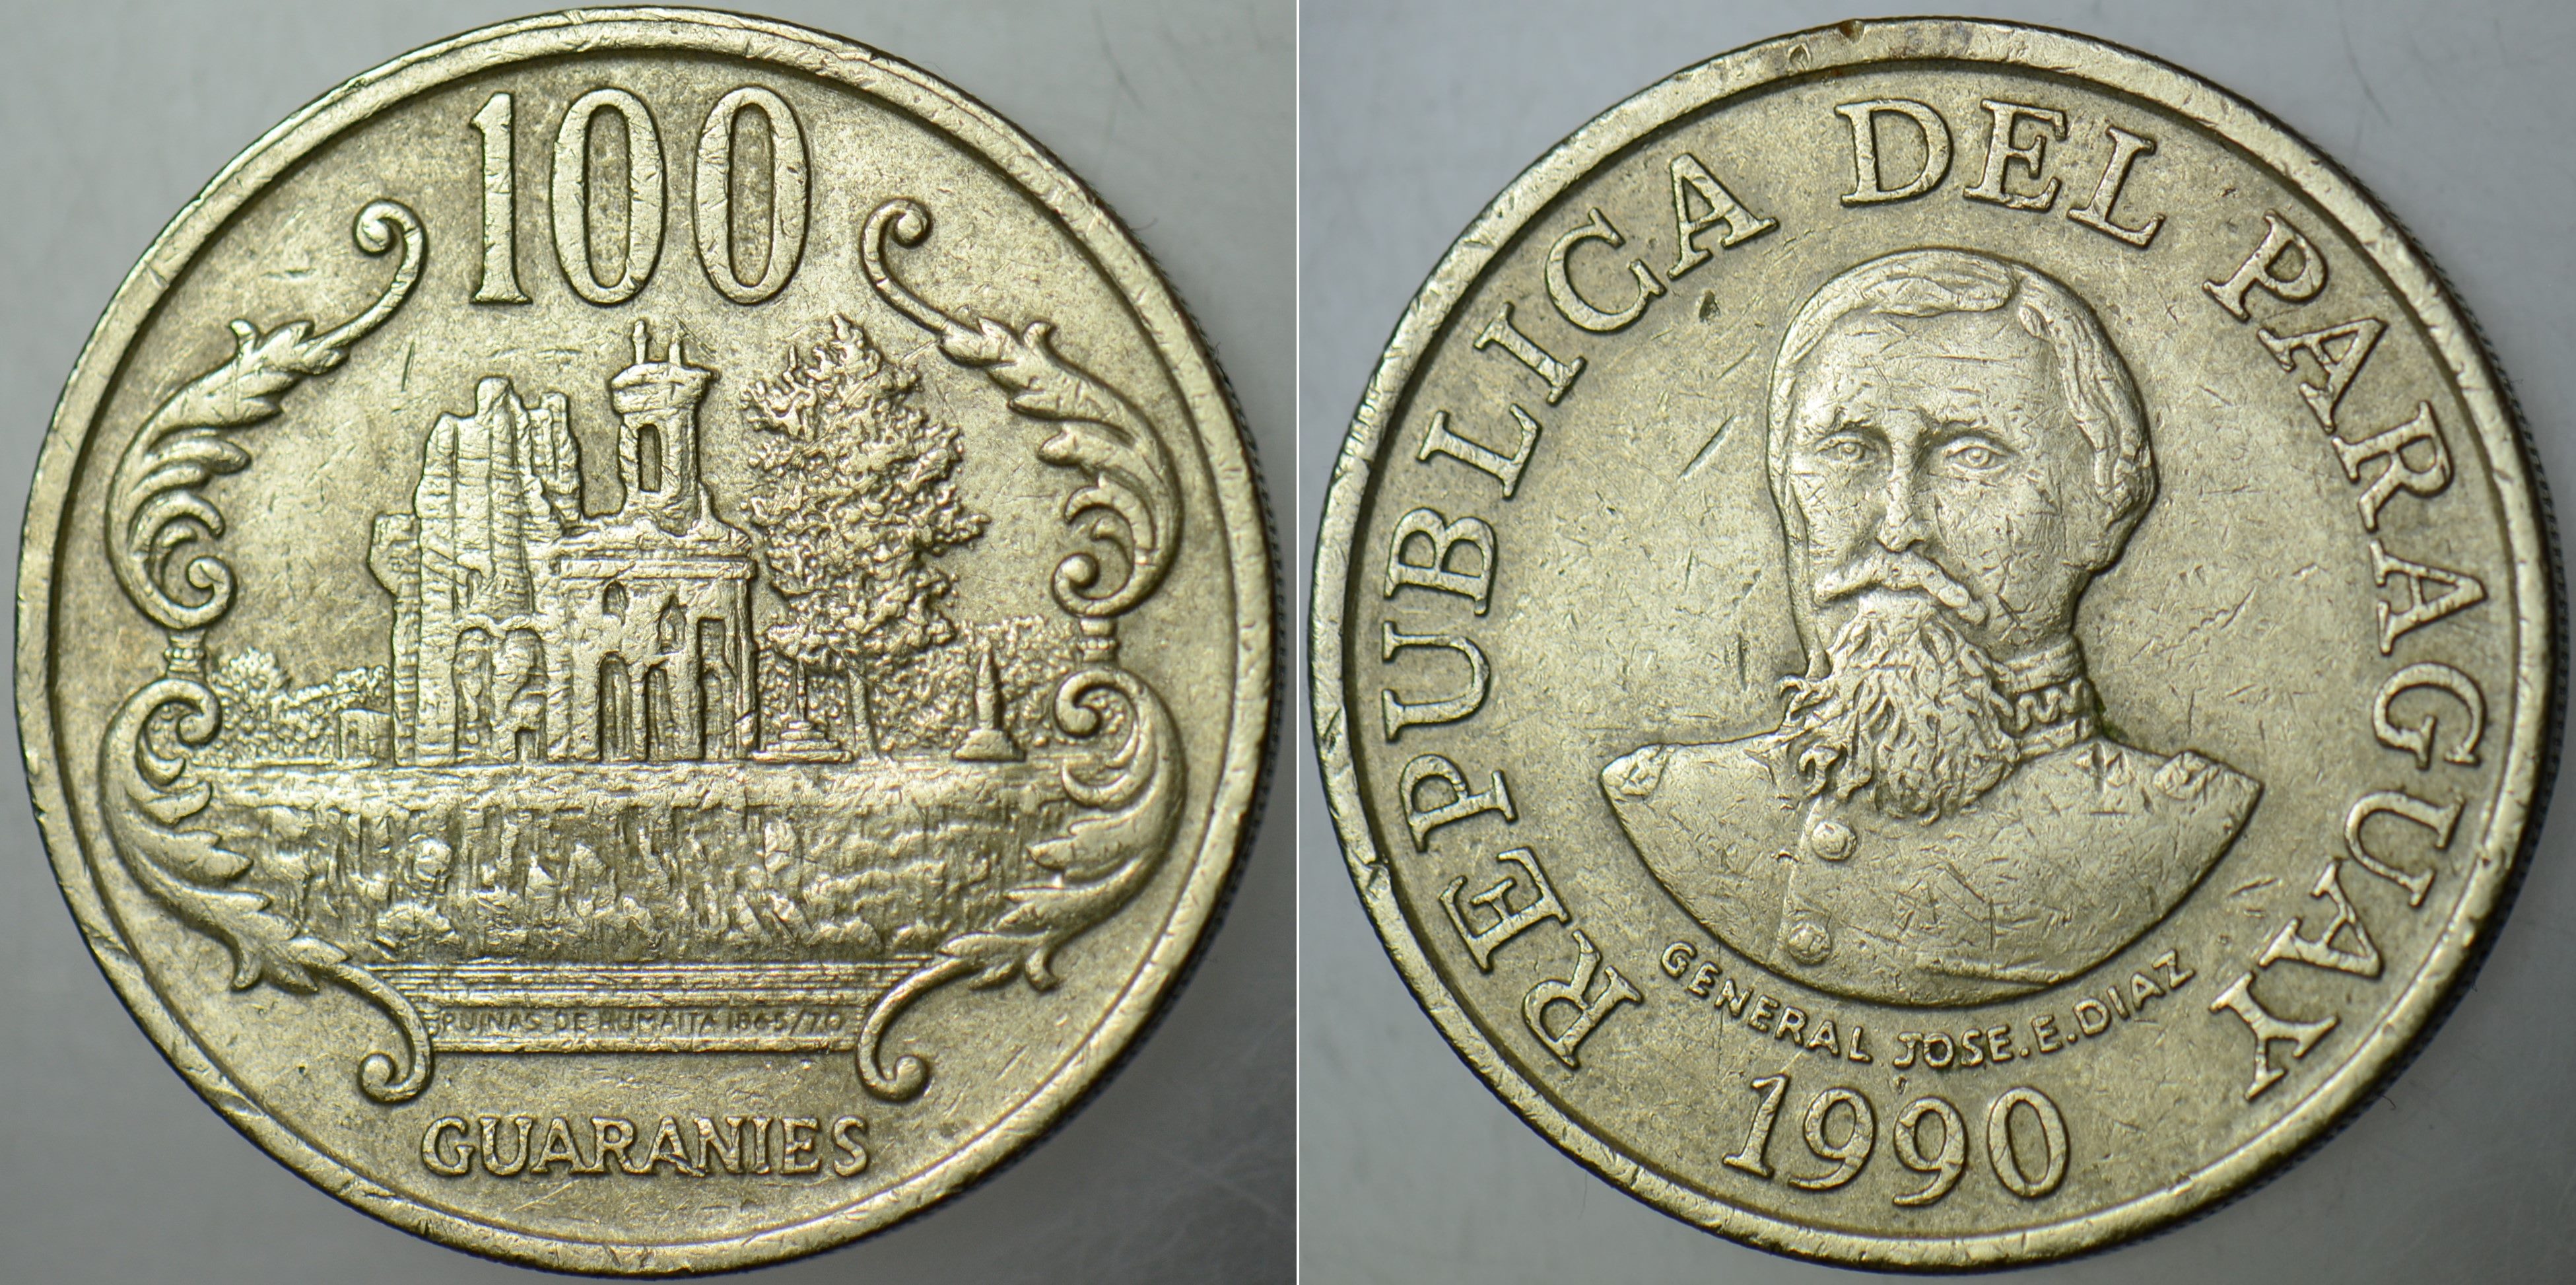 100
RUINAS DE HUMAITA 1865/70
GUARANIES
REPUBLICA DEL PARAGUAY
GENERAL JOSE.E.DIAZ
1990